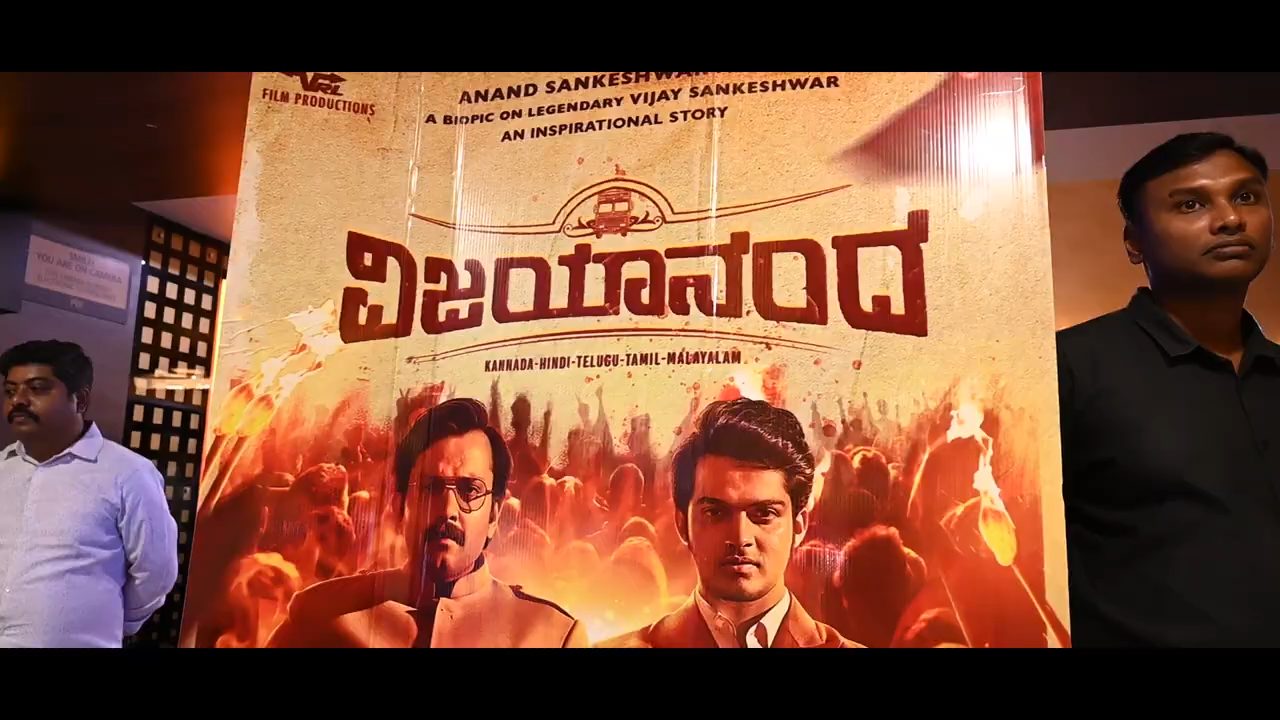 VRL
FILM PRODUCTIONS
ANAND SANKESHWAR
A BIOPIC ON LEGENDARY VIJAY SANKESHWAR
AN INSPIRATIONAL STORY
ವಿಜಯಾನಂದ
KANNADA-HINDI-TELUGU-TAMIL-MALAYALAM
SMILE!
YOU ARE ON CAMERA